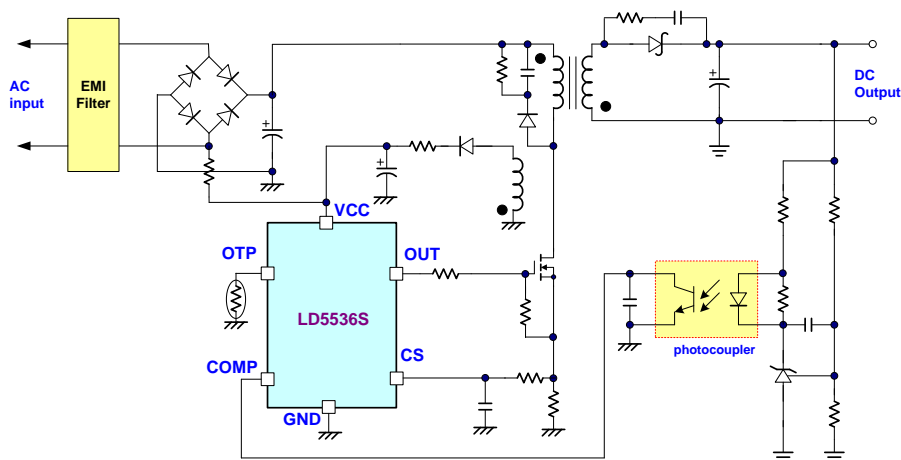 AC
input
EMI
Filter
+
+
+
DC
Output
VCC
OTP
OUT
LD5536S
COMP
CS
GND
photocoupler